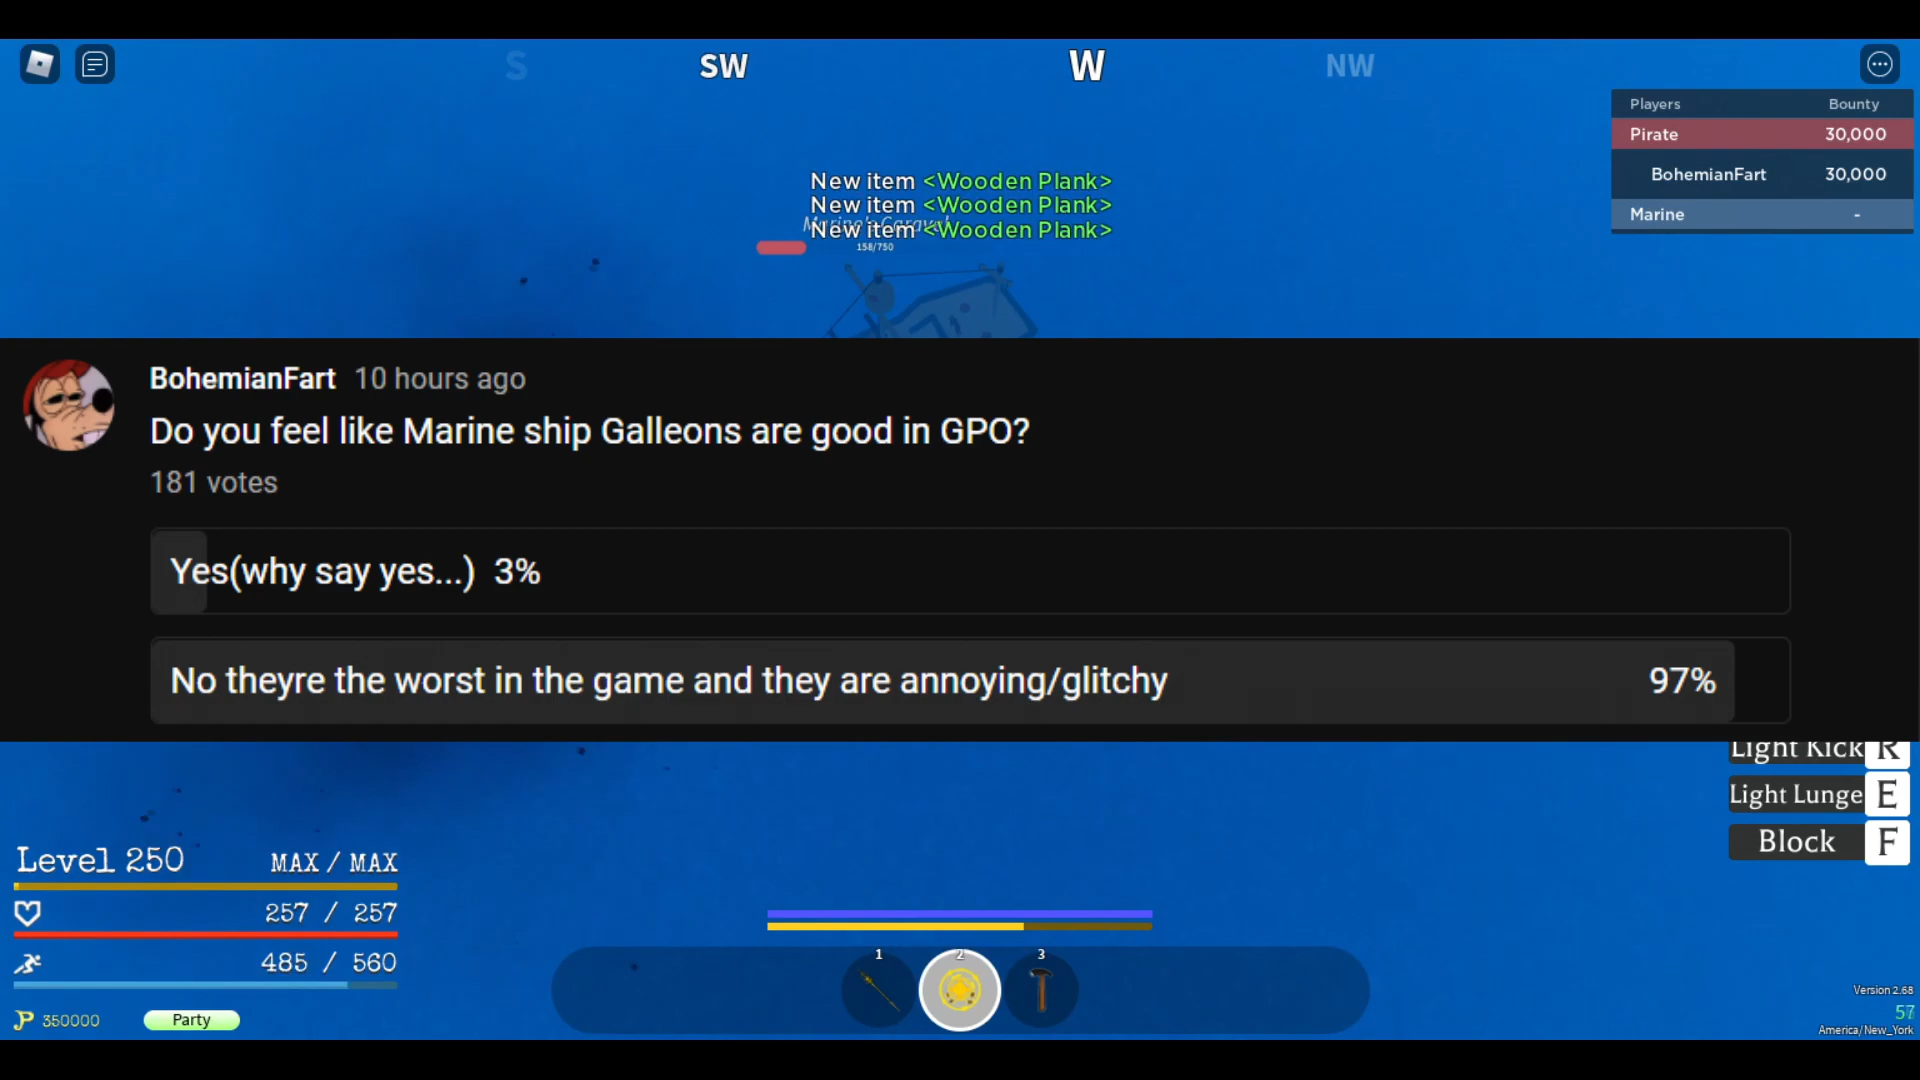 S SW W NW
Players Bounty
Pirate 30,000
BohemianFart 30,000
Marine -
New item <Wooden Plank>
New item <Wooden Plank>
New item <Wooden Plank>
158/750
BohemianFart 10 hours ago
Do you feel like Marine ship Galleons are good in GPO?
181 votes
Yes(why say yes...) 3%
No theyre the worst in the game and they are annoying/glitchy 97%
Light Kick R
Light Lunge E
Block F
Level 250 MAX / MAX
257 / 257
485 / 560
350000 Party
1 2 3
Version 2.68
57
America/New_York